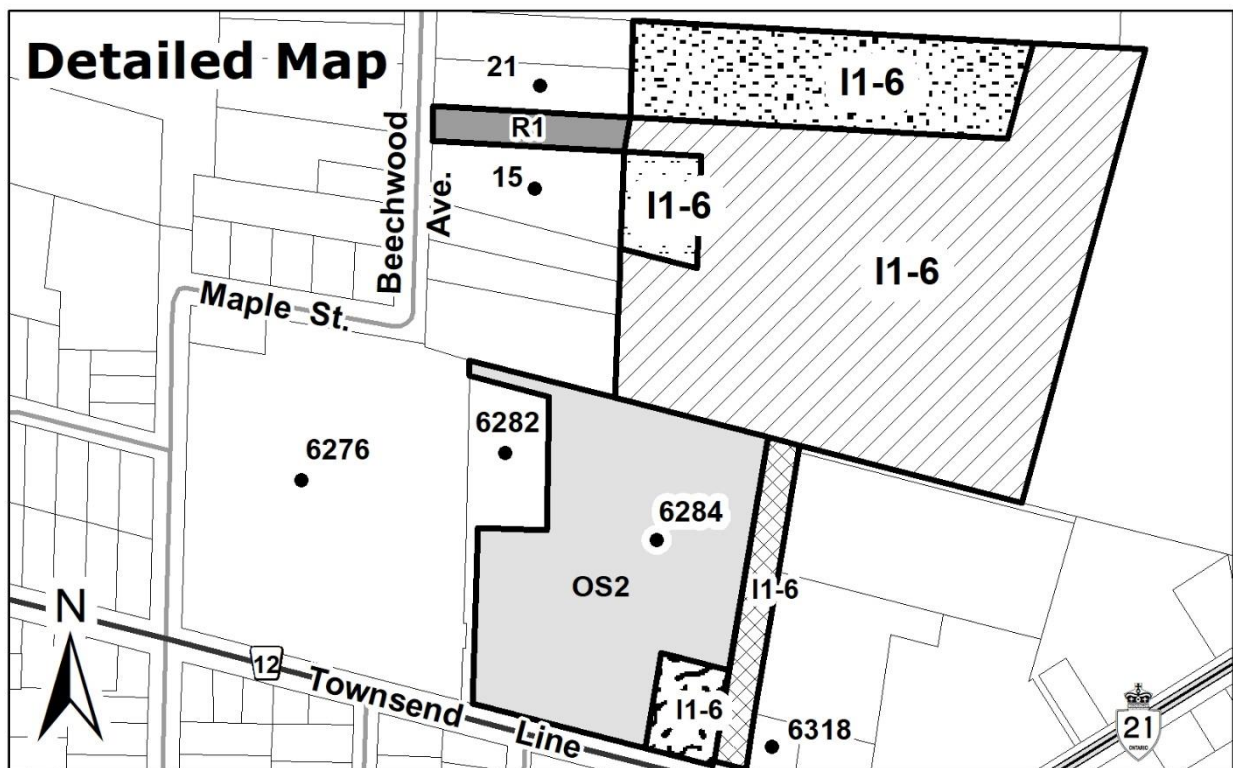 Detailed Map
21
I1-6
R1
15
I1-6
I1-6
Beechwood
Ave.
Maple St.
6282
6276
6284
OS2
I1-6
N
12
Townsend
Line
I1-6
6318
21
ONTARIO